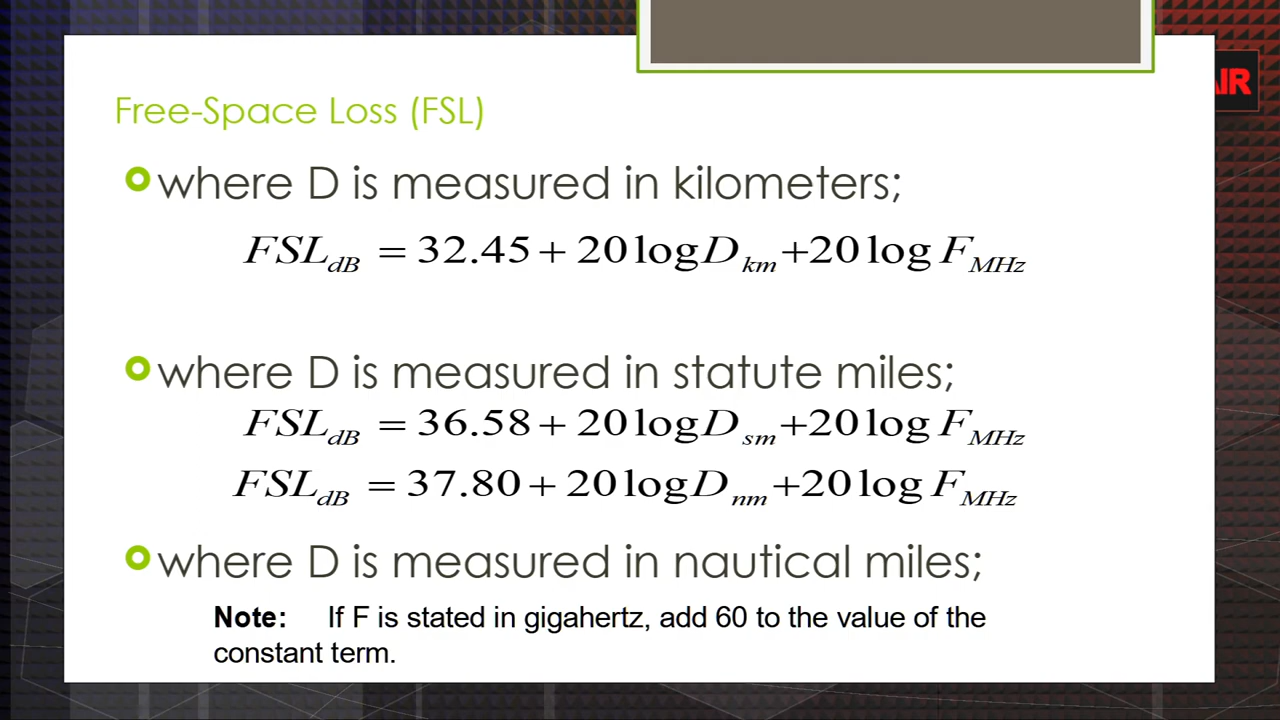 AIR
Free-Space Loss (FSL)
where D is measured in kilometers;
FSL_dB = 32.45 + 20 log D_km + 20 log F_MHz
where D is measured in statute miles;
FSL_dB = 36.58 + 20 log D_sm + 20 log F_MHz
FSL_dB = 37.80 + 20 log D_nm + 20 log F_MHz
where D is measured in nautical miles;
Note: If F is stated in gigahertz, add 60 to the value of the
constant term.